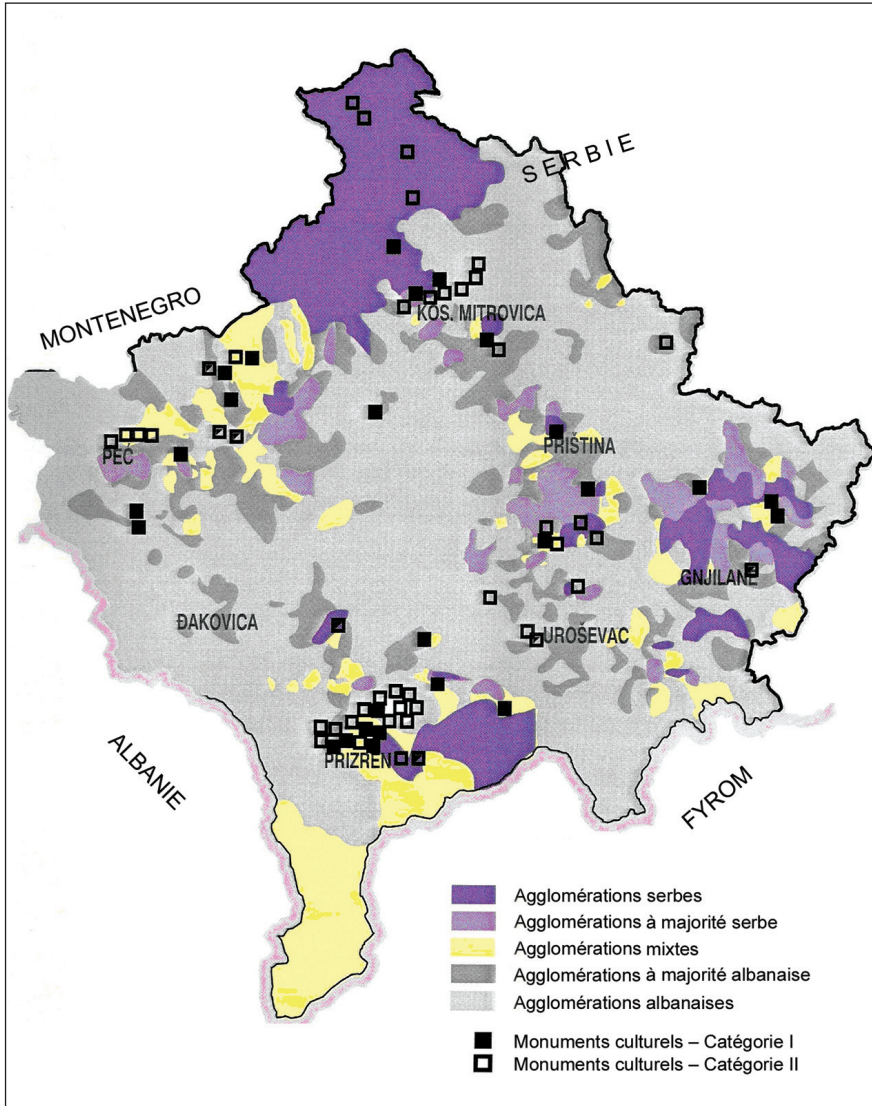 SERBIE
MONTENEGRO
KOS. MITROVICA
PEĆ
PRIŠTINA
GNJILANE
ĐAKOVICA
UROŠEVAC
PRIZREN
ALBANIE
FYROM
Agglomérations serbes
Agglomérations à majorité serbe
Agglomérations mixtes
Agglomérations à majorité albanaise
Agglomérations albanaises
Monuments culturels – Catégorie I
Monuments culturels – Catégorie II